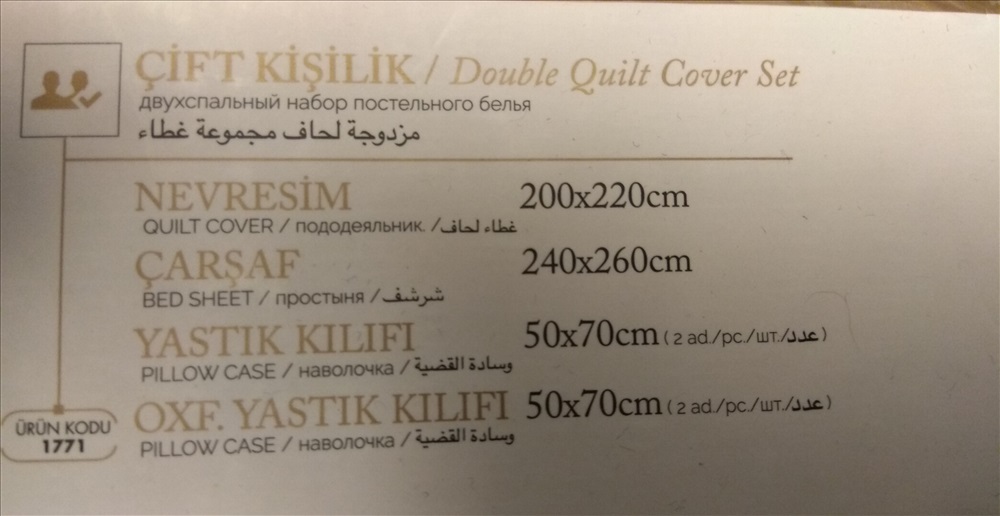 ÇİFT KİŞİLİK / Double Quilt Cover Set
двухспальный набор постельного белья
مزدوجة لحاف مجموعة غطاء
NEVRESİM 200x220cm
QUILT COVER / пододеяльник. / غطاء لحاف
ÇARŞAF 240x260cm
BED SHEET / простыня / شرشف
YASTIK KILIFI 50x70cm (2 ad./pc./шт./عدد)
PILLOW CASE / наволочка / وسادة القضية
OXF. YASTIK KILIFI 50x70cm (2 ad./pc./шт./عدد)
PILLOW CASE / наволочка / وسادة القضية
ÜRÜN KODU
1771